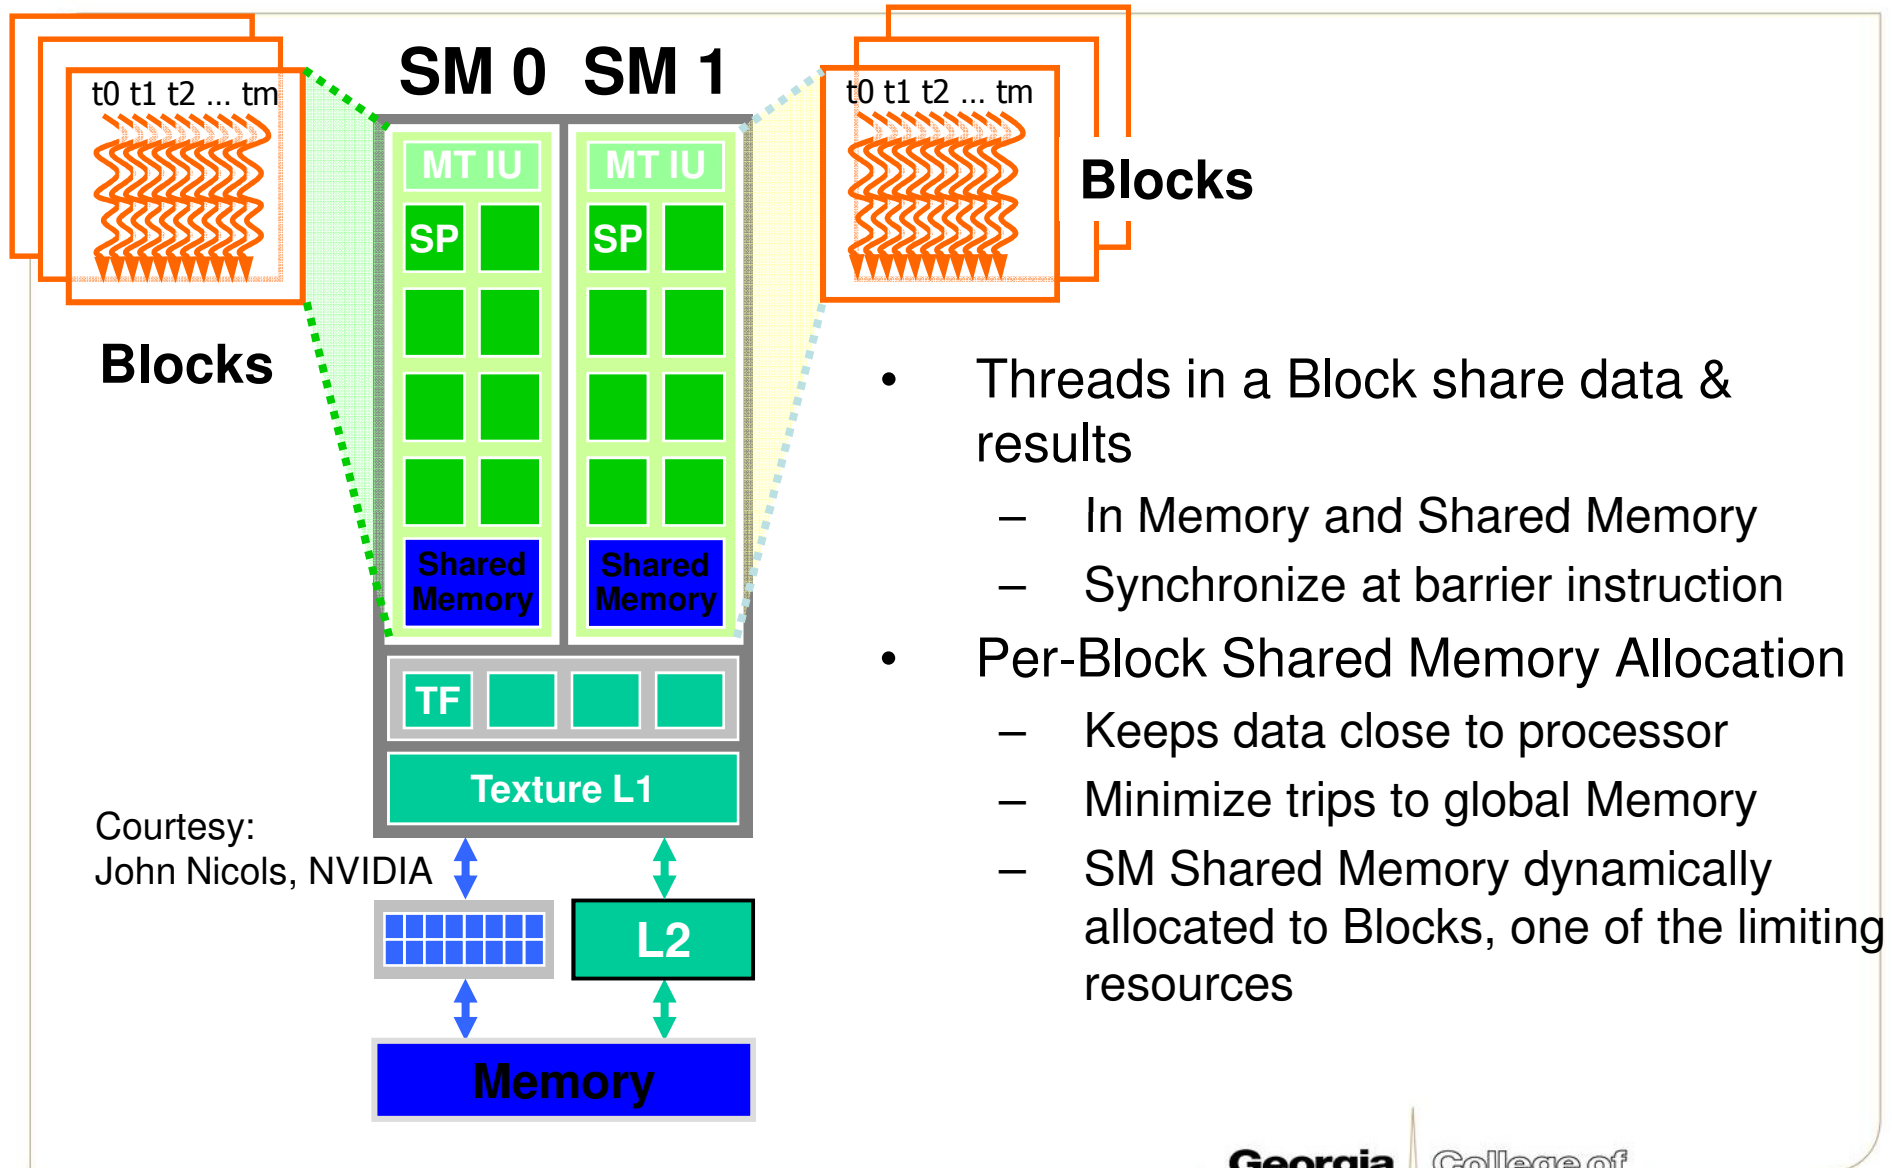 SM 0 SM 1
t0 t1 t2 ... tm
t0 t1 t2 ... tm
MT IU
MT IU
Blocks
SP
SP
Blocks
Shared
Memory
Shared
Memory
TF
Texture L1
Courtesy:
John Nicols, NVIDIA
L2
Memory
• Threads in a Block share data &
results
– In Memory and Shared Memory
– Synchronize at barrier instruction
• Per-Block Shared Memory Allocation
– Keeps data close to processor
– Minimize trips to global Memory
– SM Shared Memory dynamically
allocated to Blocks, one of the limiting
resources
Georgia College of